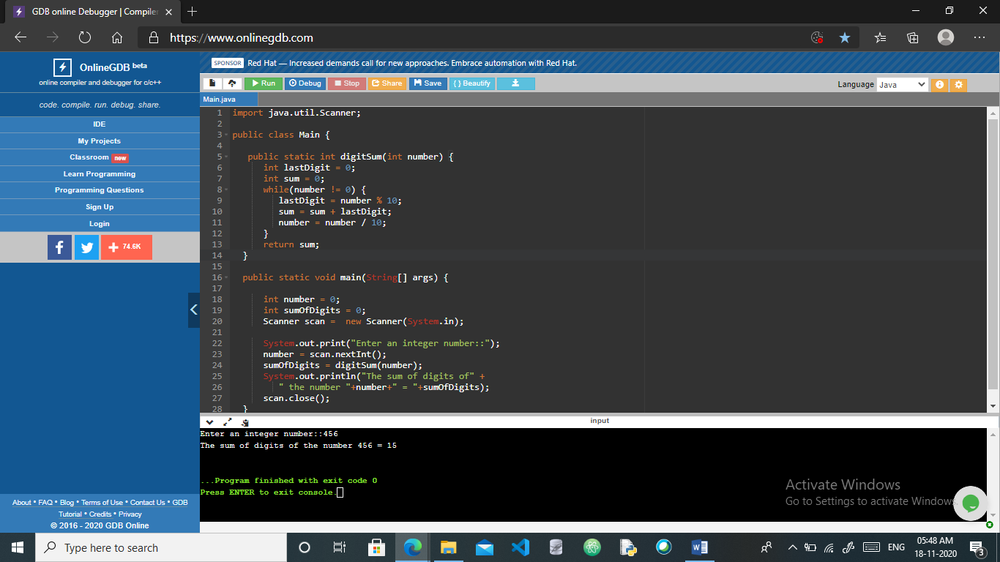 GDB online Debugger | Compiler
https://www.onlinegdb.com
OnlineGDB beta
online compiler and debugger for c/c++
code. compile. run. debug. share.
IDE
My Projects
Classroom new
Learn Programming
Programming Questions
Sign Up
Login
74.6K
About • FAQ • Blog • Terms of Use • Contact Us • GDB
Tutorial • Credits • Privacy
© 2016 - 2020 GDB Online
SPONSOR Red Hat — Increased demands call for new approaches. Embrace automation with Red Hat.
Run Debug Stop Share Save { } Beautify
Language Java
Main.java
1 import java.util.Scanner;
2
3 public class Main {
4
5 public static int digitSum(int number) {
6 int lastDigit = 0;
7 int sum = 0;
8 while(number != 0) {
9 lastDigit = number % 10;
10 sum = sum + lastDigit;
11 number = number / 10;
12 }
13 return sum;
14 }
15
16 public static void main(String[] args) {
17
18 int number = 0;
19 int sumOfDigits = 0;
20 Scanner scan =  new Scanner(System.in);
21
22 System.out.print("Enter an integer number::");
23 number = scan.nextInt();
24 sumOfDigits = digitSum(number);
25 System.out.println("The sum of digits of" +
26 " the number "+number+" = "+sumOfDigits);
27 scan.close();
28 }
input
Enter an integer number::456
The sum of digits of the number 456 = 15
...Program finished with exit code 0
Press ENTER to exit console.
Activate Windows
Go to Settings to activate Windows.
Type here to search
ENG
05:48 AM
18-11-2020
3